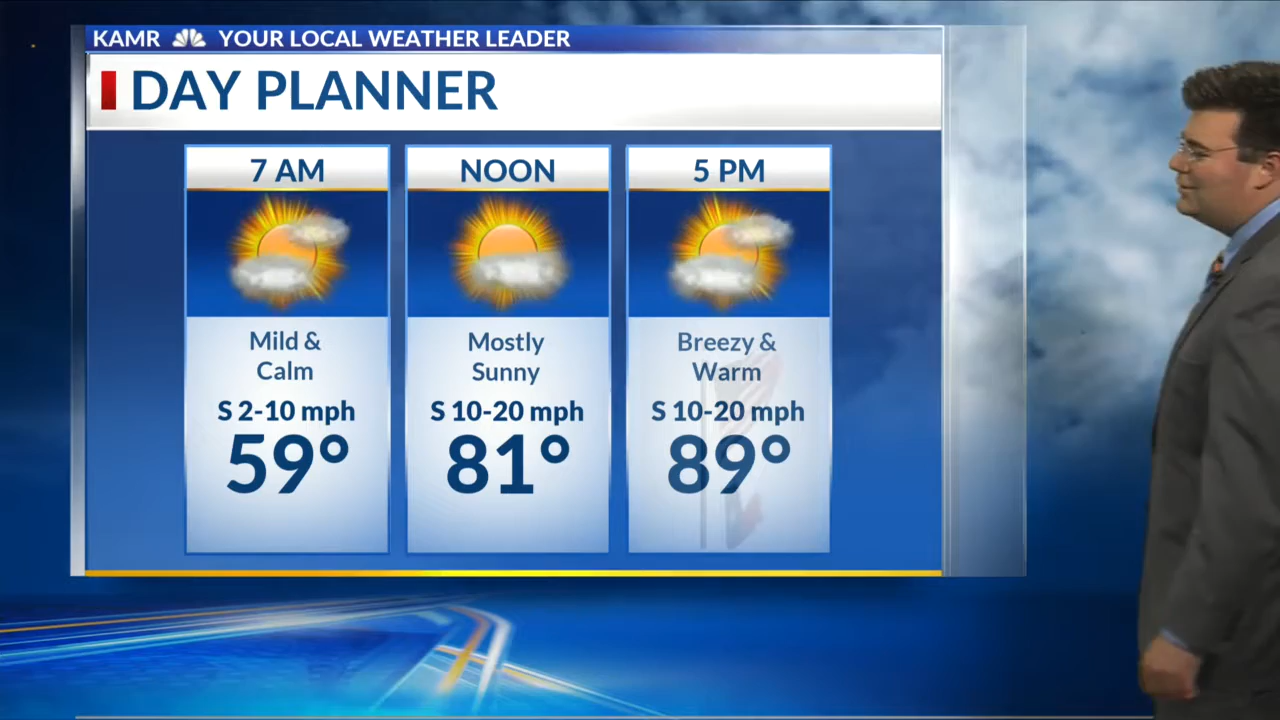 KAMR YOUR LOCAL WEATHER LEADER
DAY PLANNER
7 AM
Mild &
Calm
S 2-10 mph
59°
NOON
Mostly
Sunny
S 10-20 mph
81°
5 PM
Breezy &
Warm
S 10-20 mph
89°